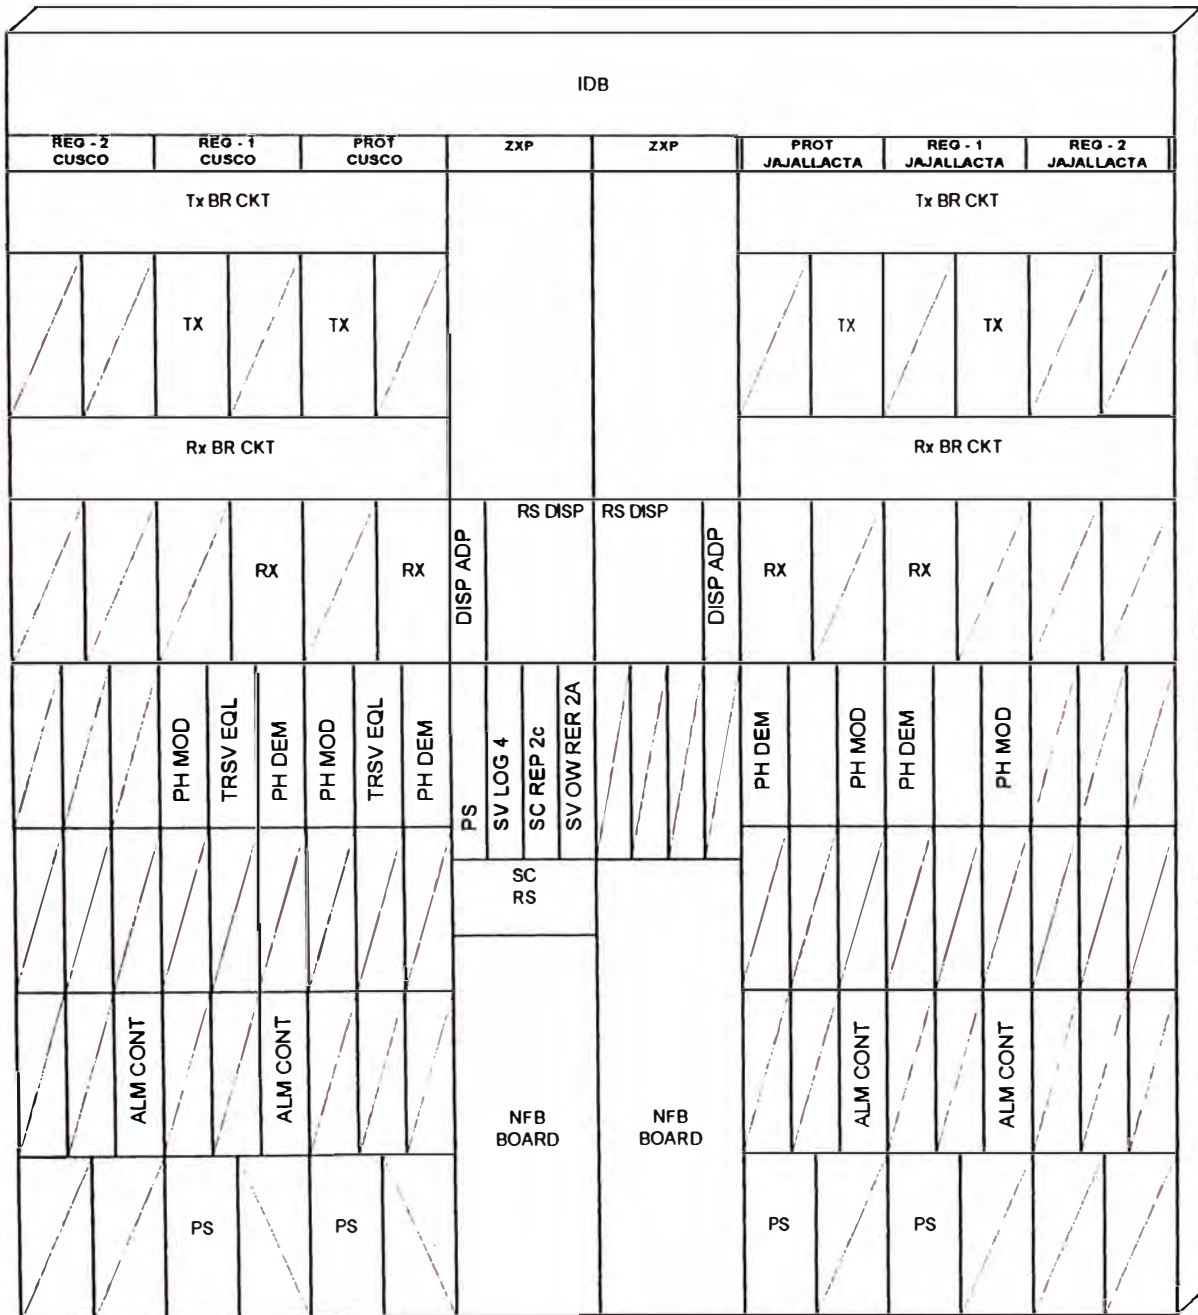 IDB
REG - 2 CUSCO
REG - 1 CUSCO
PROT CUSCO
ZXP
ZXP
PROT JAJALLACTA
REG - 1 JAJALLACTA
REG - 2 JAJALLACTA
Tx BR CKT
Tx BR CKT
TX
TX
TX
TX
Rx BR CKT
Rx BR CKT
RX
RX
DISP ADP
RS DISP
RS DISP
DISP ADP
RX
RX
PH MOD
TRSV EQL
PH DEM
PH MOD
TRSV EQL
PH DEM
PS
SV LOG 4
SC REP 2c
SV OW RER 2A
PH DEM
PH MOD
PH DEM
PH MOD
SC
RS
ALM CONT
ALM CONT
NFB
BOARD
NFB
BOARD
ALM CONT
ALM CONT
PS
PS
PS
PS